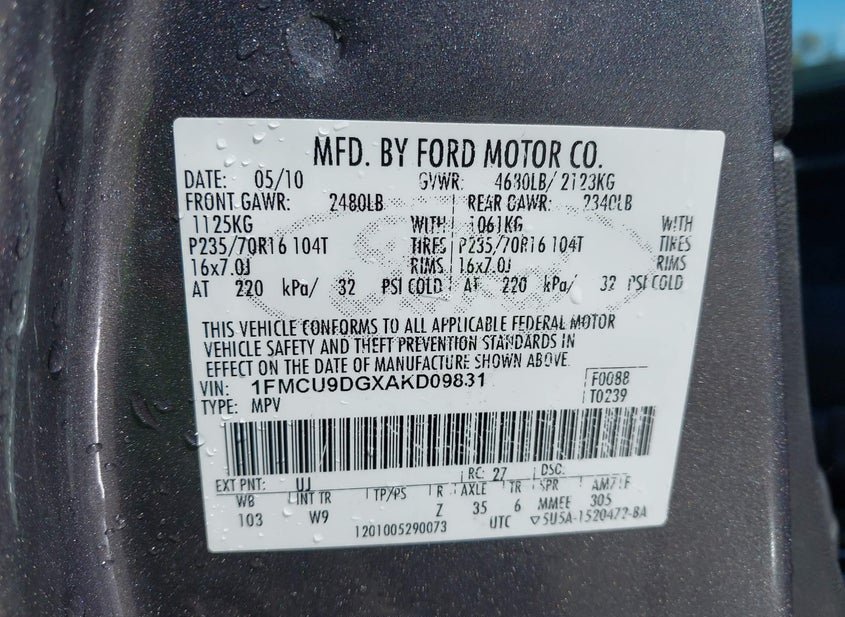 MFD. BY FORD MOTOR CO.
DATE: 05/10 GVWR: 4680LB/ 2123KG
FRONT GAWR: 2480LB REAR GAWR: 2340LB
1125KG WITH 1061KG WITH
P235/70R16 104T TIRES P235/70R16 104T TIRES
16x7.0J RIMS 16x7.0J RIMS
AT 220 kPa/ 32 PSI COLD AT 220 kPa/ 32 PSI COLD
THIS VEHICLE CONFORMS TO ALL APPLICABLE FEDERAL MOTOR
VEHICLE SAFETY AND THEFT PREVENTION STANDARDS IN
EFFECT ON THE DATE OF MANUFACTURE SHOWN ABOVE.
VIN: 1FMCU9DGXAKD09831 F0088
TYPE: MPV T0239
EXT PNT: UJ RC: 27 DSO:
WB INT TR TP/PS R AXLE TR SPR
103 W9 Z 35 6 MMEE 305
1201005290073 UTC ▽5U5A-1520472-BA